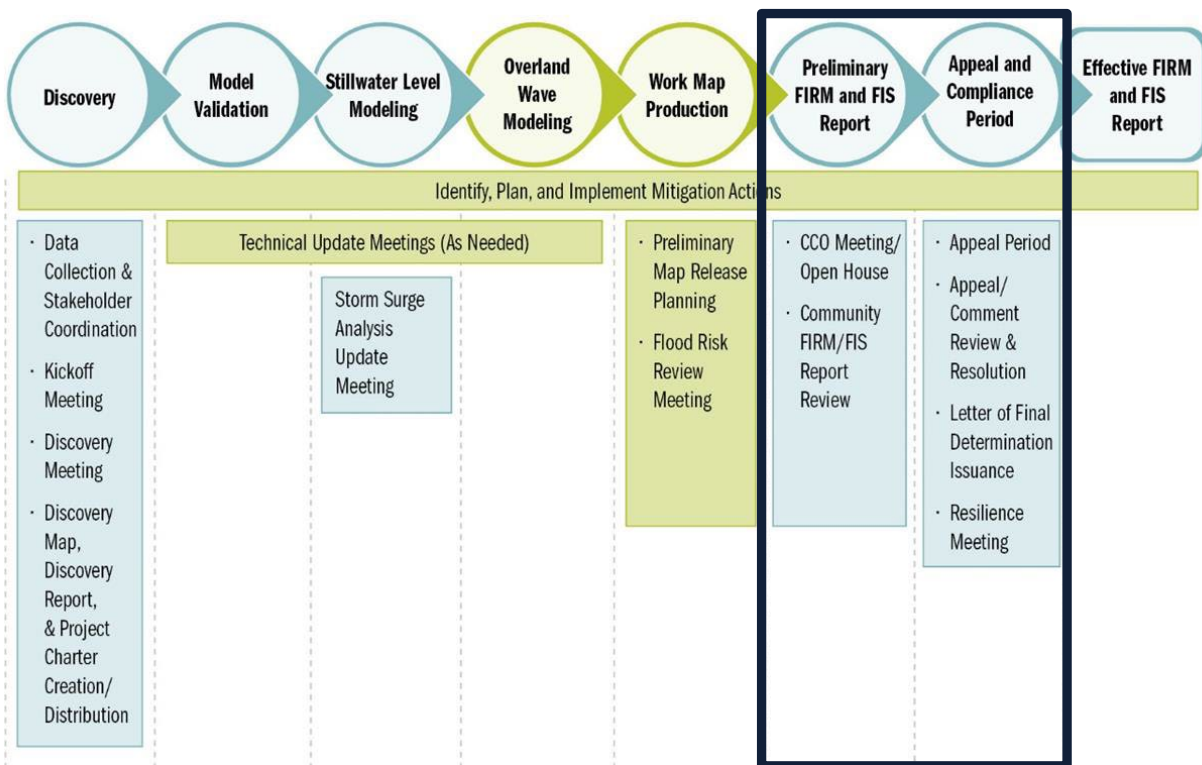 Discovery
Model
Validation
Stillwater Level
Modeling
Overland
Wave
Modeling
Work Map
Production
Preliminary
FIRM and FIS
Report
Appeal and
Compliance
Period
Effective FIRM
and FIS
Report
Identify, Plan, and Implement Mitigation Actions
· Data
Collection &
Stakeholder
Coordination
· Kickoff
Meeting
· Discovery
Meeting
· Discovery
Map,
Discovery
Report,
& Project
Charter
Creation/
Distribution
Technical Update Meetings (As Needed)
Storm Surge
Analysis
Update
Meeting
· Preliminary
Map Release
Planning
· Flood Risk
Review
Meeting
· CCO Meeting/
Open House
· Community
FIRM/FIS
Report
Review
· Appeal Period
· Appeal/
Comment
Review &
Resolution
· Letter of Final
Determination
Issuance
· Resilience
Meeting